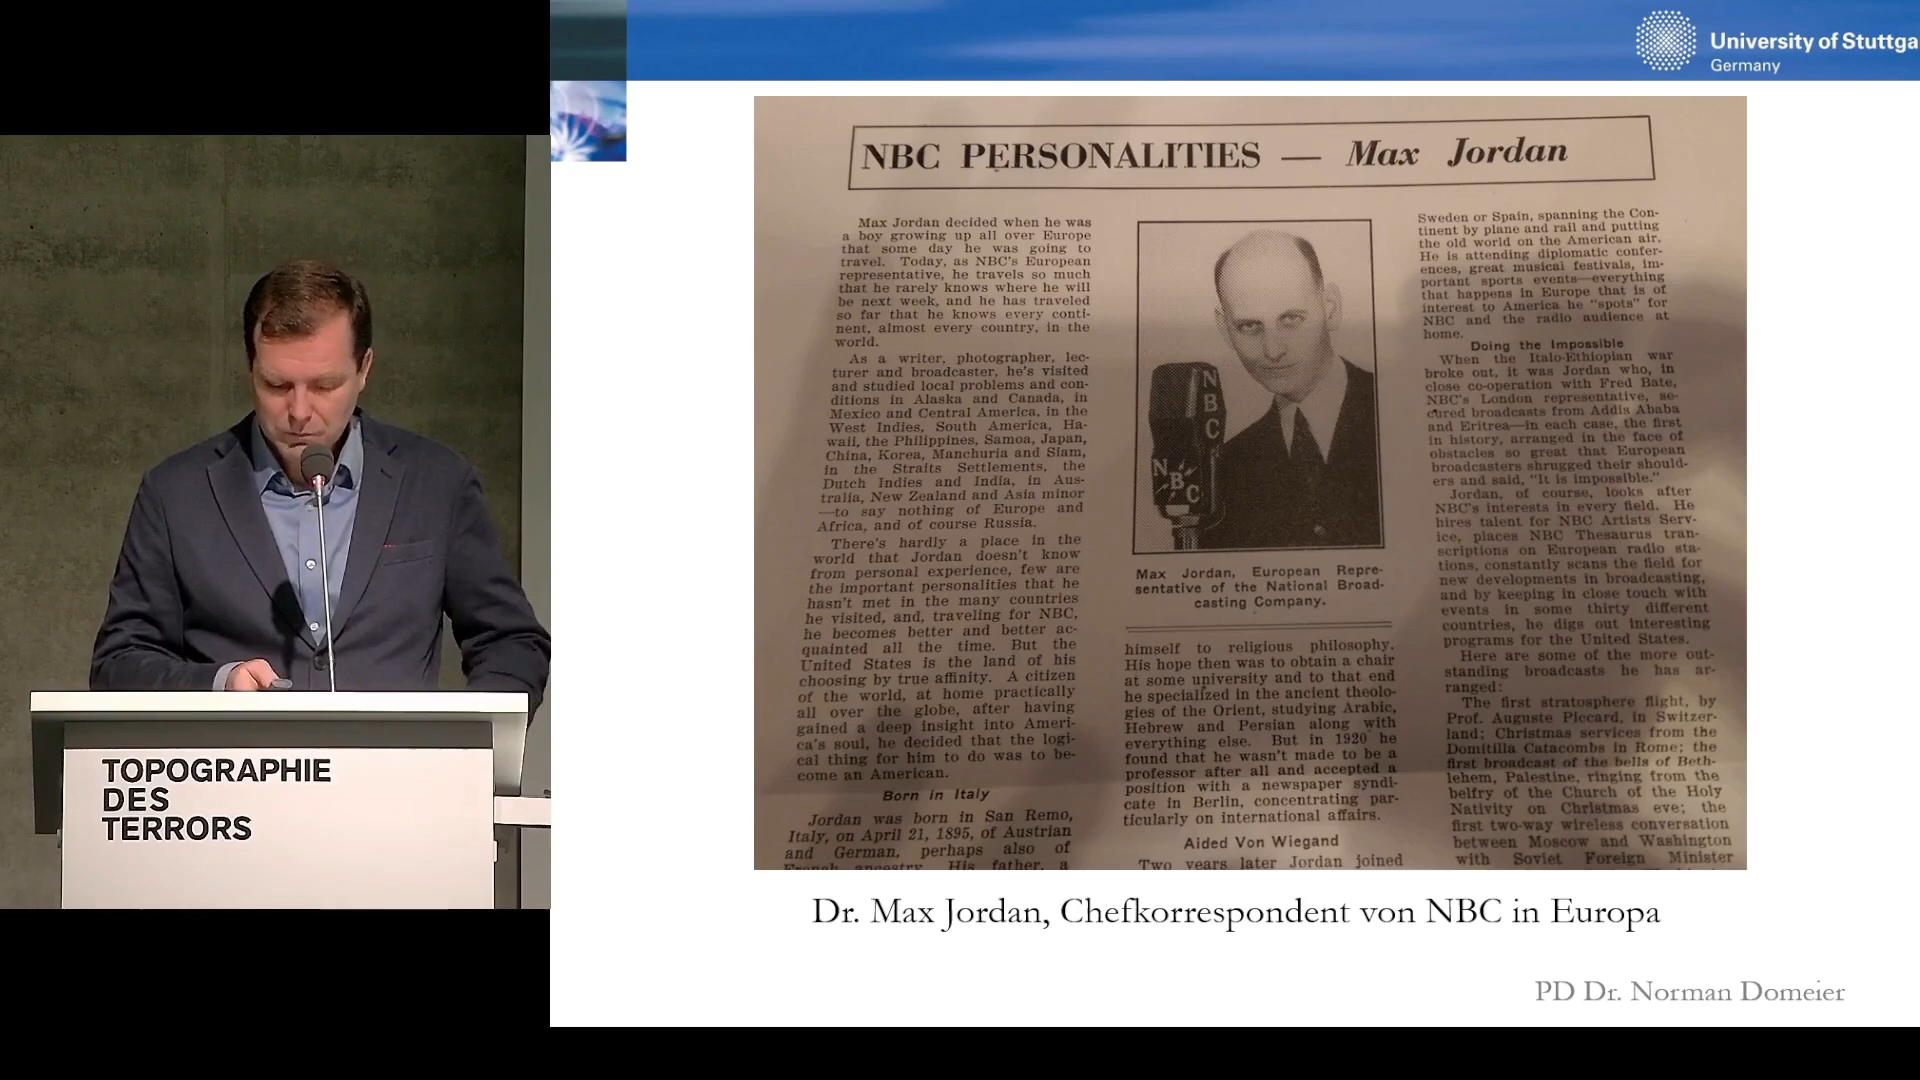 University of Stuttga
Germany
NBC PERSONALITIES — Max Jordan
Max Jordan decided when he was
a boy growing up all over Europe
that some day he was going to
travel. Today, as NBC's European
representative, he travels so much
that he rarely knows where he will
be next week, and he has traveled
so far that he knows every conti-
nent, almost every country, in the
world.
As a writer, photographer, lec-
turer and broadcaster, he's visited
and studied local problems and con-
ditions in Alaska and Canada, in
Mexico and Central America, in the
West Indies, South America, Ha-
waii, the Philippines, Samoa, Japan,
China, Korea, Manchuria and Siam,
in the Straits Settlements, the
Dutch Indies and India, in Aus-
tralia, New Zealand and Asia minor
—to say nothing of Europe and
Africa, and of course Russia.
There's hardly a place in the
world that Jordan doesn't know
from personal experience, few are
the important personalities that he
hasn't met in the many countries
he visited, and, traveling for NBC,
he becomes better and better ac-
quainted all the time. But the
United States is the land of his
choosing by true affinity. A citizen
of the world, at home practically
all over the globe, after having
gained a deep insight into Ameri-
ca's soul, he decided that the logi-
cal thing for him to do was to be-
come an American.
Born in Italy
Jordan was born in San Remo,
Italy, on April 21, 1895, of Austrian
and German, perhaps also of
French ancestry. His father, a
NBC
NBC
Max Jordan, European Repre-
sentative of the National Broad-
casting Company.
himself to religious philosophy.
His hope then was to obtain a chair
at some university and to that end
he specialized in the ancient theolo-
gies of the Orient, studying Arabic,
Hebrew and Persian along with
everything else. But in 1920 he
found that he wasn't made to be a
professor after all and accepted a
position with a newspaper syndi-
cate in Berlin, concentrating par-
ticularly on international affairs.
Aided Von Wiegand
Two years later Jordan joined
Sweden or Spain, spanning the Con-
tinent by plane and rail and putting
the old world on the American air.
He is attending diplomatic confer-
ences, great musical festivals, im-
portant sports events—everything
that happens in Europe that is of
interest to America he "spots" for
NBC and the radio audience at
home.
Doing the Impossible
When the Italo-Ethiopian war
broke out, it was Jordan who, in
close co-operation with Fred Bate,
NBC's London representative, se-
cured broadcasts from Addis Ababa
and Eritrea—in each case, the first
in history, arranged in the face of
obstacles so great that European
broadcasters shrugged their should-
ers and said, "It is impossible."
Jordan, of course, looks after
NBC's interests in every field. He
hires talent for NBC Artists Serv-
ice, places NBC Thesaurus tran-
scriptions on European radio sta-
tions, constantly scans the field for
new developments in broadcasting,
and by keeping in close touch with
events in some thirty different
countries, he digs out interesting
programs for the United States.
Here are some of the more out-
standing broadcasts he has ar-
ranged:
The first stratosphere flight, by
Prof. Auguste Piccard, in Switzer-
land; Christmas services from the
Domitilla Catacombs in Rome; the
first broadcast of the bells of Beth-
lehem, Palestine, ringing from the
belfry of the Church of the Holy
Nativity on Christmas eve; the
first two-way wireless conversation
between Moscow and Washington
with Soviet Foreign Minister
Dr. Max Jordan, Chefkorrespondent von NBC in Europa
PD Dr. Norman Domeier
TOPOGRAPHIE
DES
TERRORS